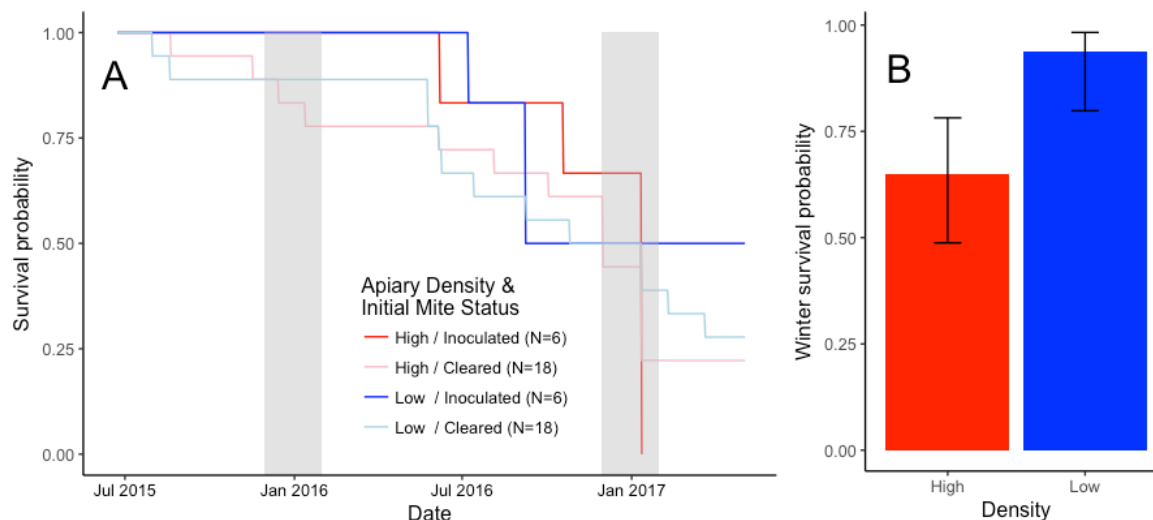 A
1.00
0.75
0.50
0.25
0.00
Survival probability
Apiary Density &
Initial Mite Status
High / Inoculated (N=6)
High / Cleared (N=18)
Low / Inoculated (N=6)
Low / Cleared (N=18)
Jul 2015
Jan 2016
Jul 2016
Jan 2017
Date
B
1.00
0.75
0.50
0.25
0.00
Winter survival probability
High
Low
Density